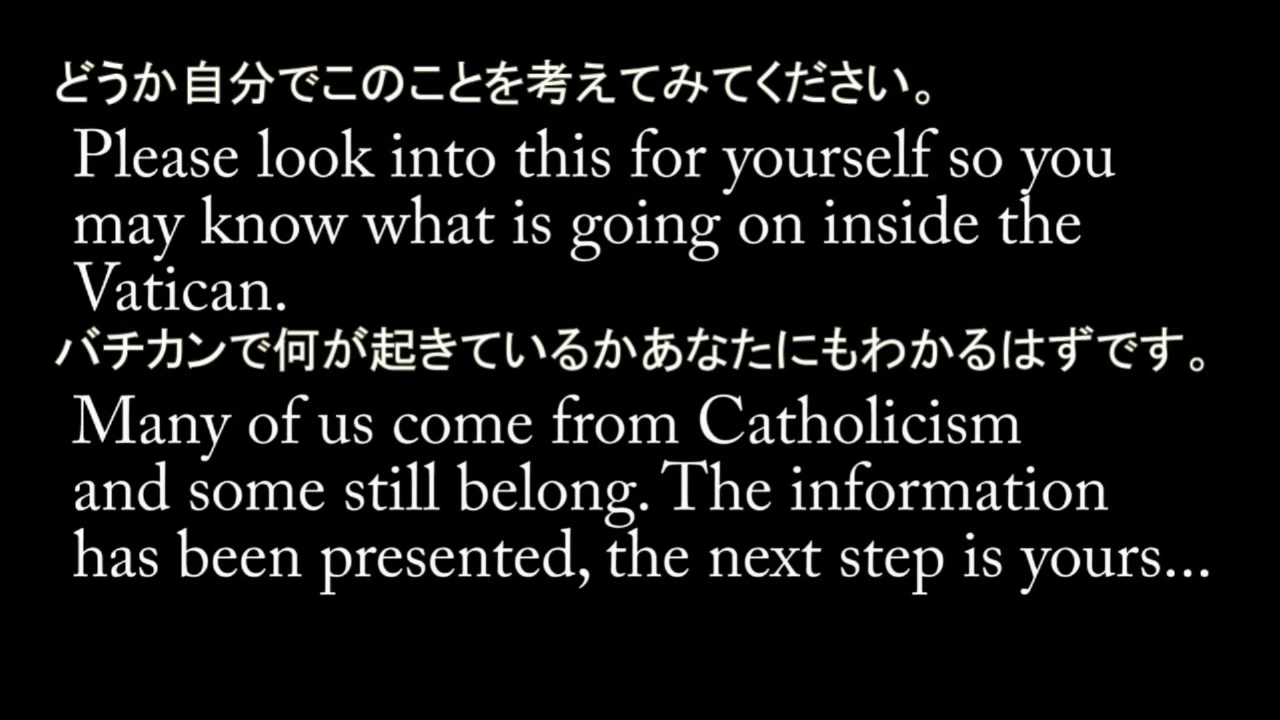 どうか自分でこのことを考えてみてください。
Please look into this for yourself so you
may know what is going on inside the
Vatican.
バチカンで何が起きているかあなたにもわかるはずです。
Many of us come from Catholicism
and some still belong. The information
has been presented, the next step is yours...